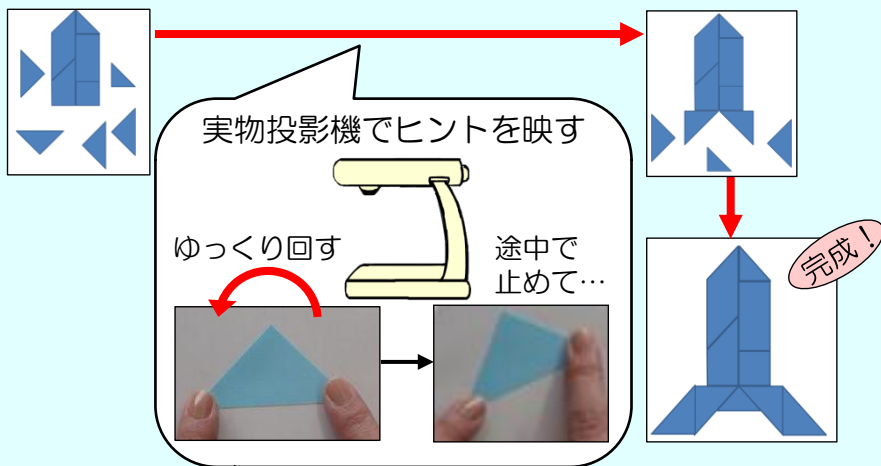 実物投影機でヒントを映す
ゆっくり回す
途中で
止めて…
完成！